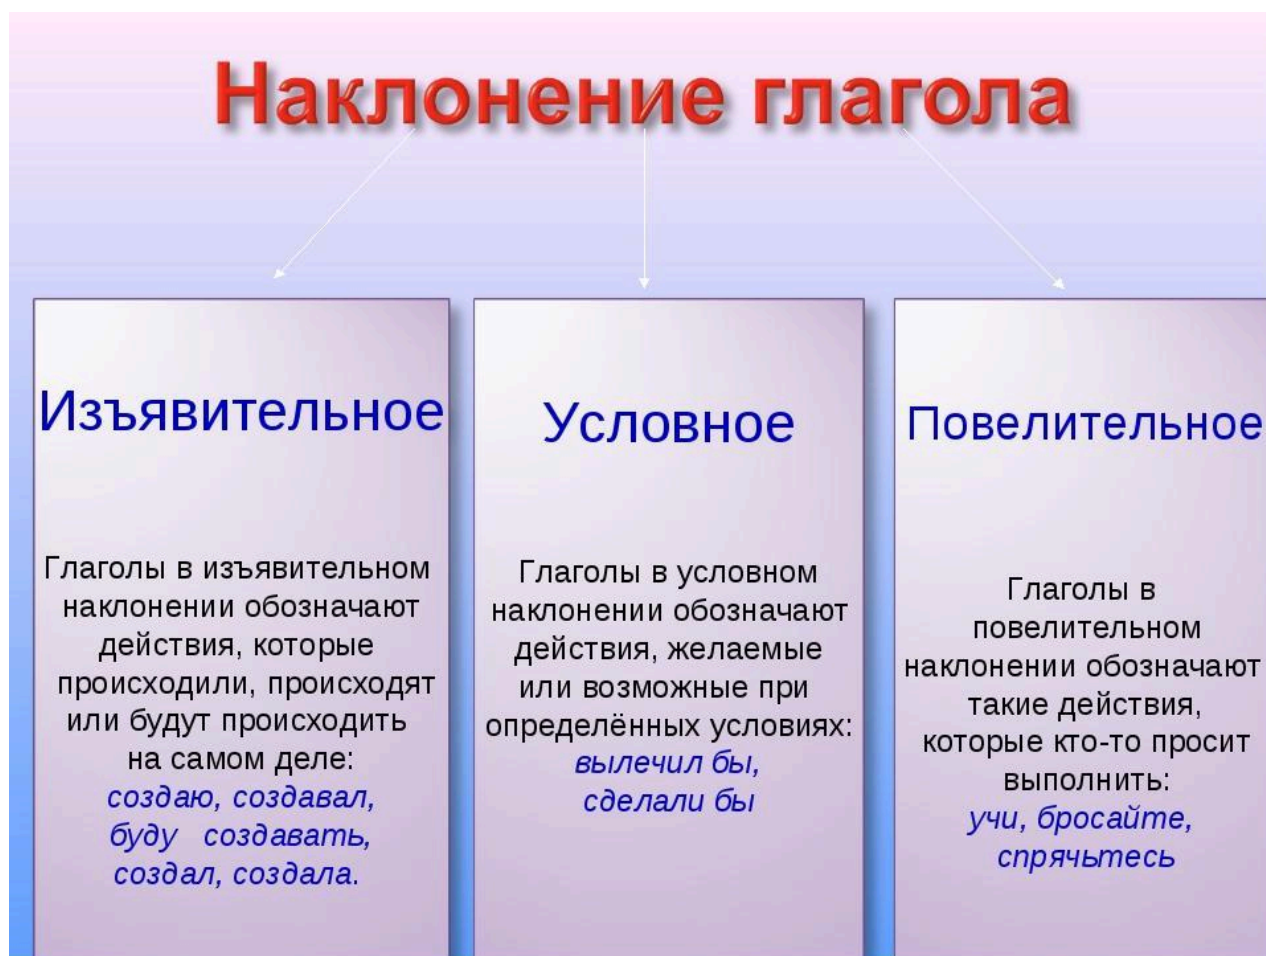 Наклонение глагола
Изъявительное
Глаголы в изъявительном
наклонении обозначают
действия, которые
происходили, происходят
или будут происходить
на самом деле:
создаю, создавал,
буду создавать,
создал, создала.
Условное
Глаголы в условном
наклонении обозначают
действия, желаемые
или возможные при
определённых условиях:
вылечил бы,
сделали бы
Повелительное
Глаголы в
повелительном
наклонении обозначают
такие действия,
которые кто-то просит
выполнить:
учи, бросайте,
спрячьтесь